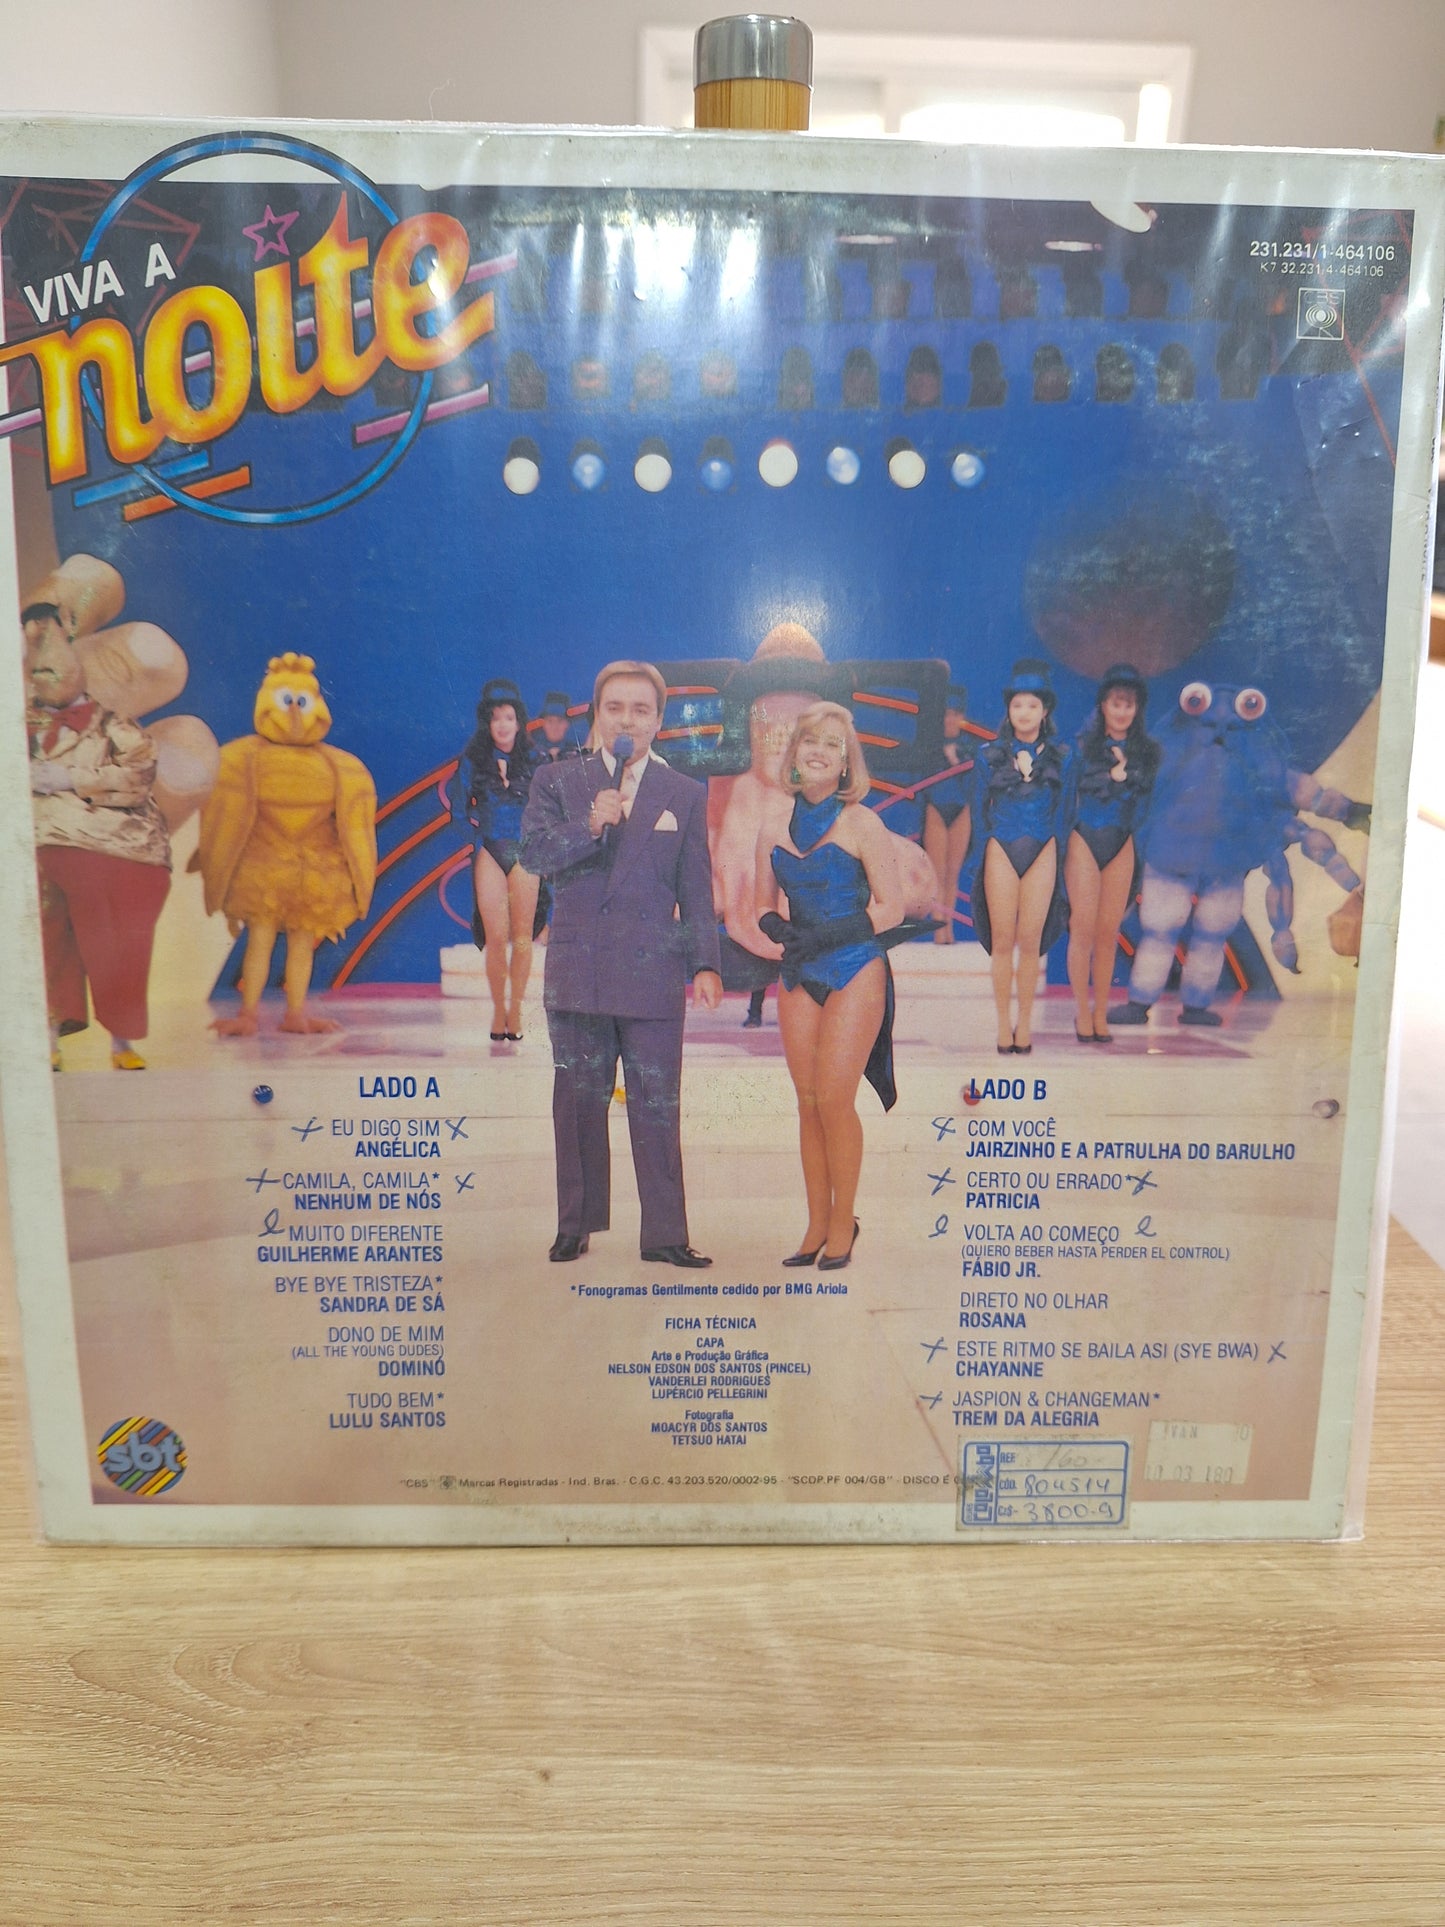 VIVA A
noite
231.231/1-464106
K7 32.231/4-464106
CBS
LADO A
EU DIGO SIM
ANGÉLICA
CAMILA, CAMILA*
NENHUM DE NÓS
MUITO DIFERENTE
GUILHERME ARANTES
BYE BYE TRISTEZA*
SANDRA DE SÁ
DONO DE MIM
(ALL THE YOUNG DUDES)
DOMINÓ
TUDO BEM*
LULU SANTOS
*Fonogramas Gentilmente cedido por BMG Ariola
FICHA TÉCNICA
CAPA
Arte e Produção Gráfica
NELSON EDSON DOS SANTOS (PINCEL)
VANDERLEI RODRIGUES
LUPÉRCIO PELLEGRINI
Fotografia
MOACYR DOS SANTOS
TETSUO HATAI
LADO B
COM VOCÊ
JAIRZINHO E A PATRULHA DO BARULHO
CERTO OU ERRADO*
PATRICIA
VOLTA AO COMEÇO
(QUIERO BEBER HASTA PERDER EL CONTROL)
FÁBIO JR.
DIRETO NO OLHAR
ROSANA
ESTE RITMO SE BAILA ASI (SYE BWA)
CHAYANNE
JASPION & CHANGEMAN*
TREM DA ALEGRIA
sbt
"CBS" Marcas Registradas - Ind. Bras. - C.G.C. 43.203.520/0002-95 - "SCDP.PF 004/GB" - DISCO É
REF
CÓD. 804514
CZ$- 3800-9